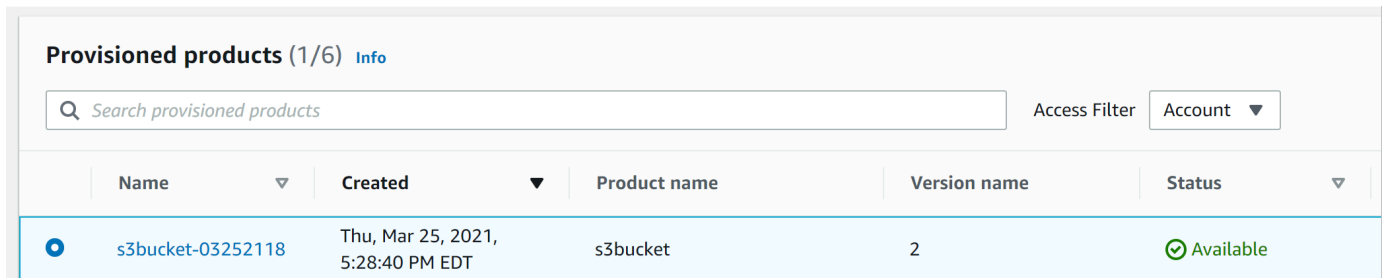 Provisioned products (1/6) Info
Search provisioned products
Access Filter Account
Name Created Product name Version name Status
s3bucket-03252118 Thu, Mar 25, 2021, 5:28:40 PM EDT s3bucket 2 Available